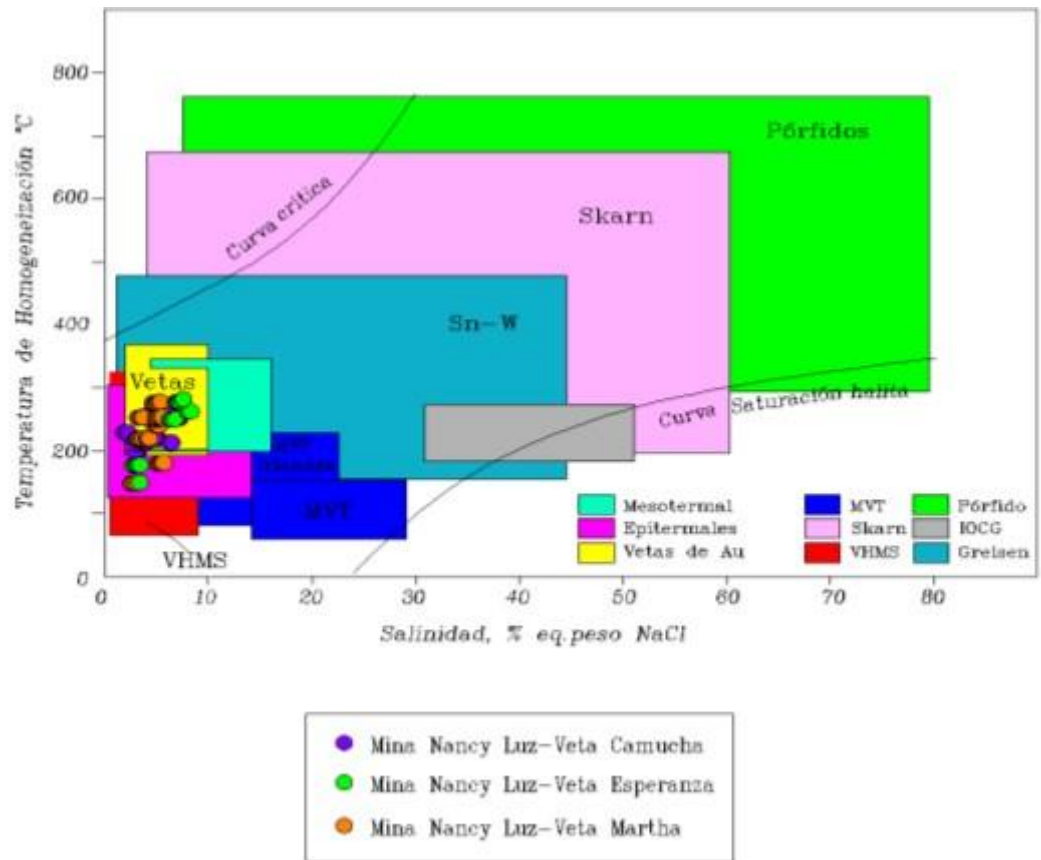 Temperatura de Homogeneización °C
800
600
400
200
0
Pórfidos
Curva crítica
Skarn
Sn-W
Vetas
Curva Saturación halita
MVT
VHMS
Mesotermal
Epitermales
Vetas de Au
MVT
Skarn
VHMS
Pórfido
IOCG
Greisen
0 10 20 30 40 50 60 70 80
Salinidad, % eq.peso NaCl
Mina Nancy Luz-Veta Camucha
Mina Nancy Luz-Veta Esperanza
Mina Nancy Luz-Veta Martha